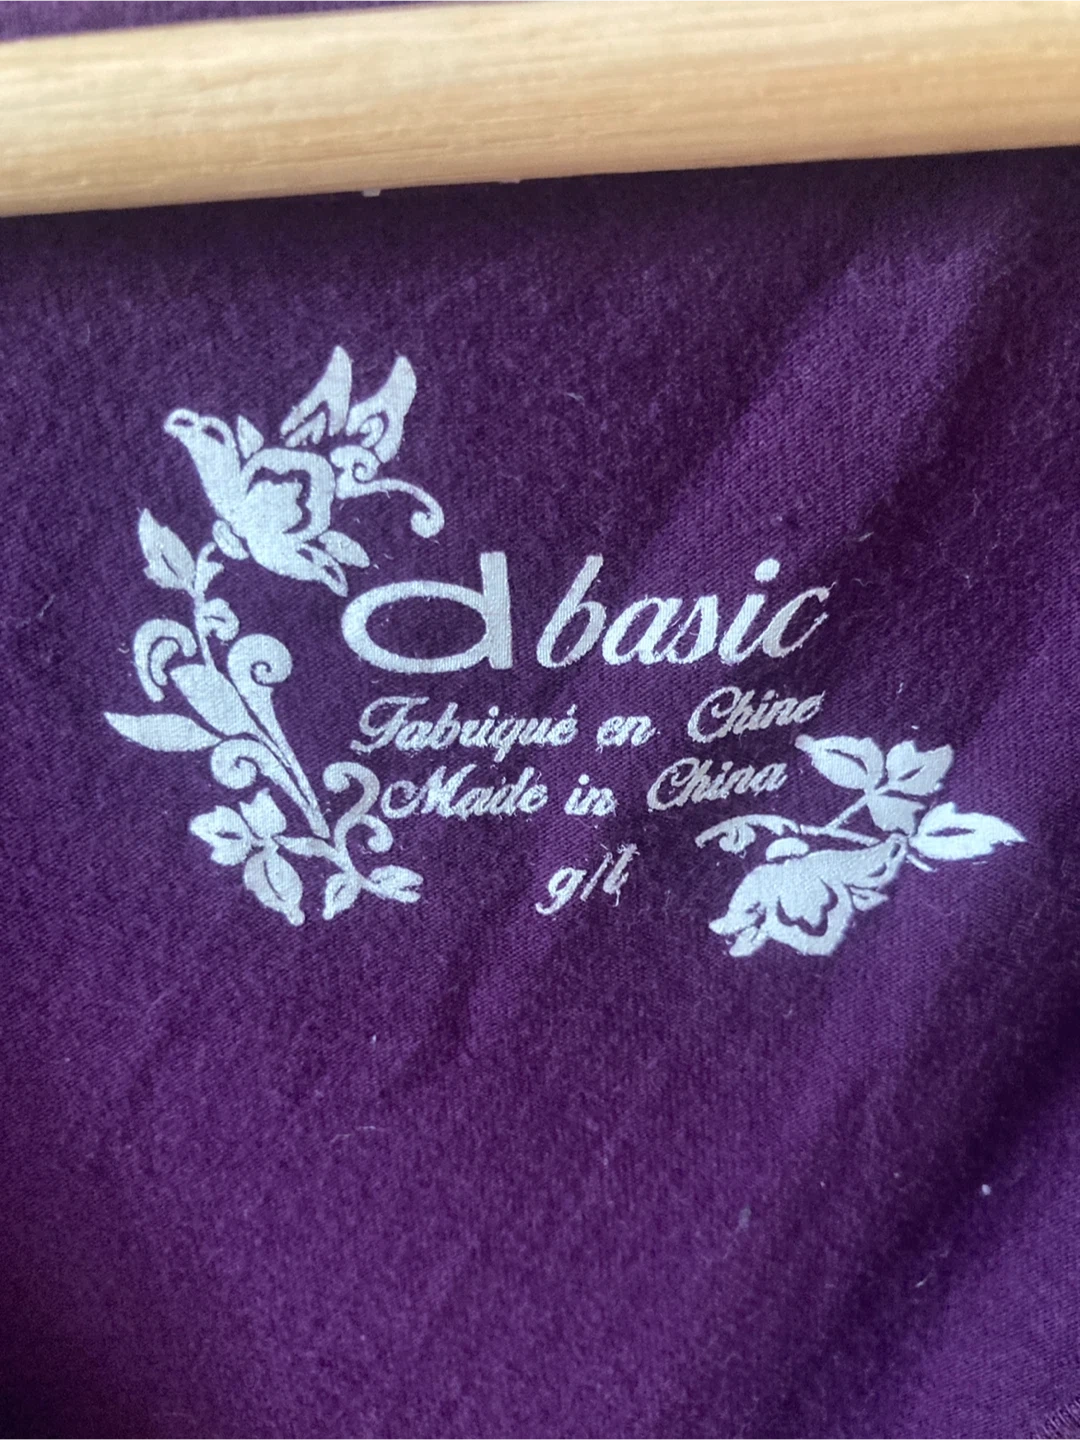 d basic
Fabriqué en Chine
Made in China
g/l